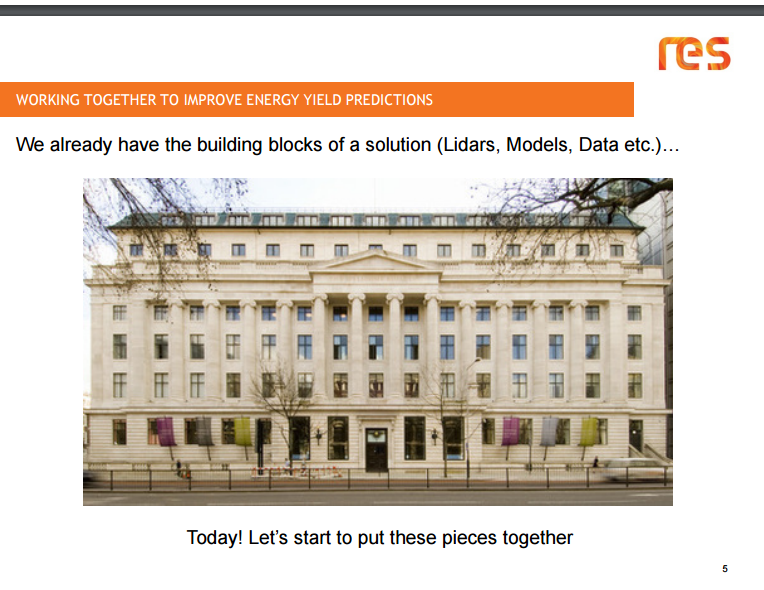 res
WORKING TOGETHER TO IMPROVE ENERGY YIELD PREDICTIONS
We already have the building blocks of a solution (Lidars, Models, Data etc.)…
Today! Let’s start to put these pieces together
5